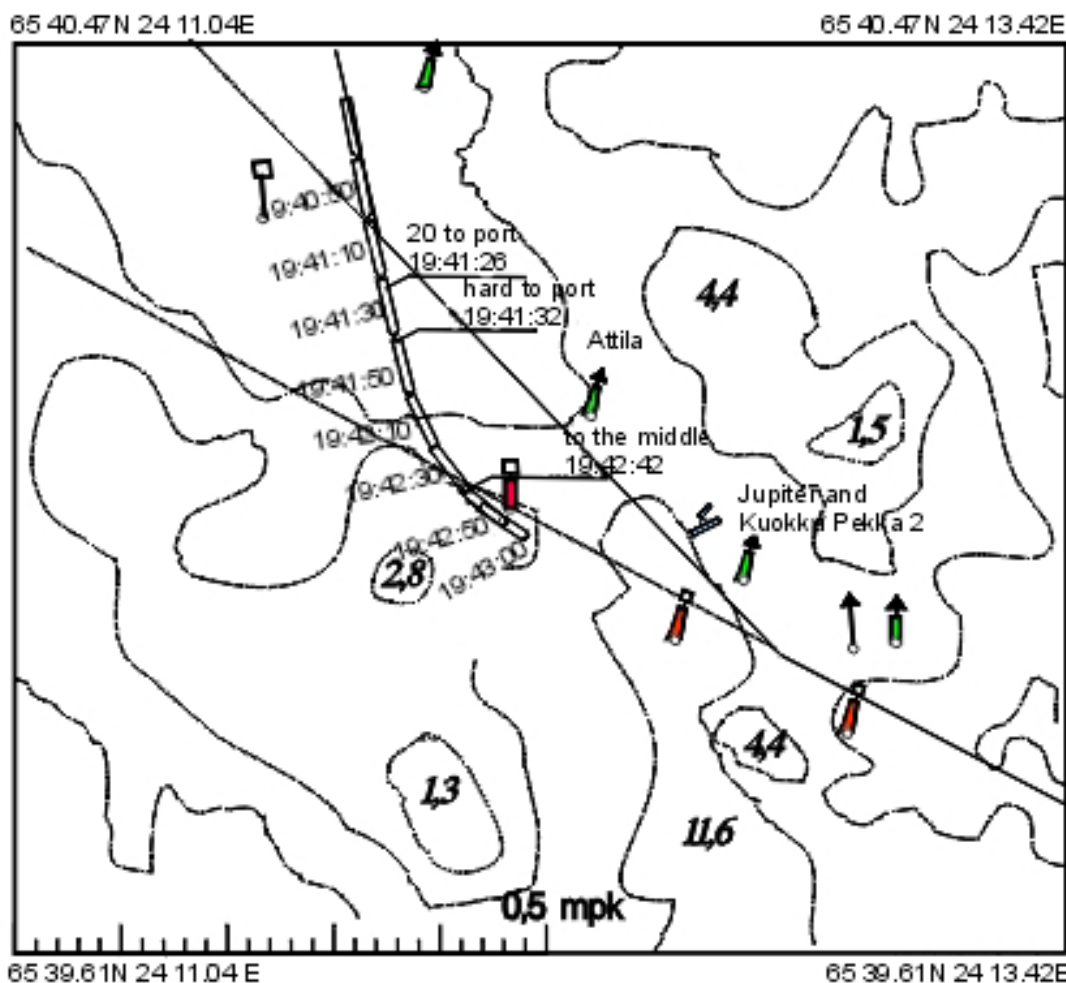 65 40.47N 24 11.04E
65 40.47N 24 13.42E
19:40:50
20 to port
19:41:26
19:41:10
hard to port
19:41:32
19:41:30
4,4
Attila
19:41:50
1,5
19:42:10
to the middle
19:42:42
19:42:30
Jupiter and
Kuokku Pekka 2
19:42:50
2,8
19:43:00
4,4
1,3
11,6
0,5 mpk
65 39.61N 24 11.04 E
65 39.61N 24 13.42E